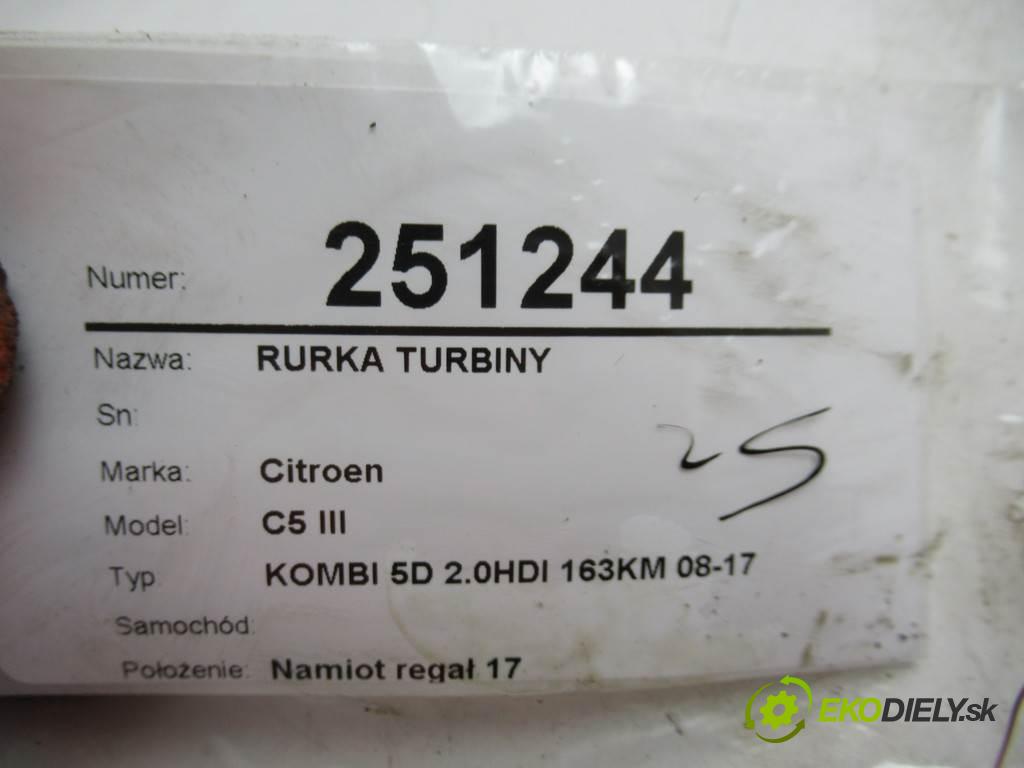 Numer: 251244
Nazwa: RURKA TURBINY
Sn:
Marka: Citroen
25
Model: C5 III
Typ KOMBI 5D 2.0HDI 163KM 08-17
Samochód:
Położenie: Namiot regał 17
EKODIELY.sk